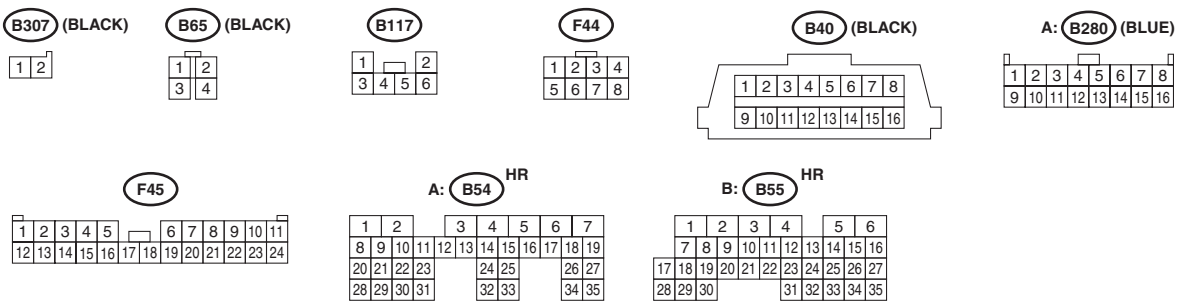 B307 (BLACK) B65 (BLACK) B117 F44 B40 (BLACK) A: B280 (BLUE)
1 2
1 2
3 4
1 2
3 4 5 6
1 2 3 4
5 6 7 8
1 2 3 4 5 6 7 8
9 10 11 12 13 14 15 16
1 2 3 4 5 6 7 8
9 10 11 12 13 14 15 16
F45 A: B54 HR B: B55 HR
1 2 3 4 5 6 7 8 9 10 11
12 13 14 15 16 17 18 19 20 21 22 23 24
1 2 3 4 5 6 7
8 9 10 11 12 13 14 15 16 17 18 19
20 21 22 23 24 25 26 27
28 29 30 31 32 33 34 35
1 2 3 4 5 6
7 8 9 10 11 12 13 14 15 16
17 18 19 20 21 22 23 24 25 26 27
28 29 30 31 32 33 34 35